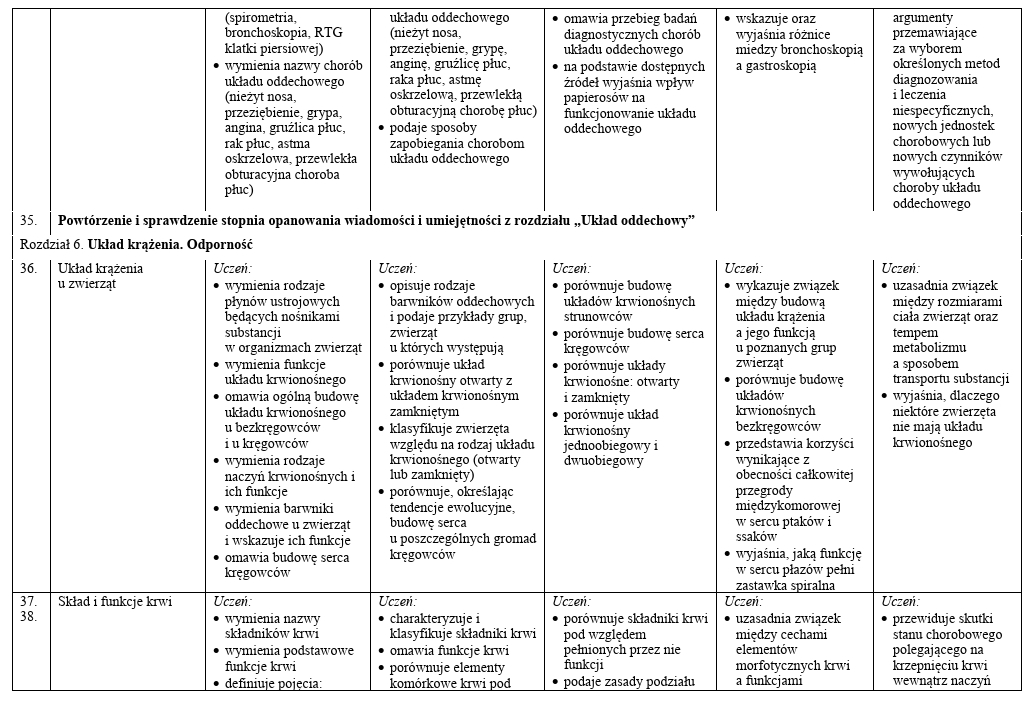 (spirometria,
bronchoskopia, RTG
klatki piersiowej)
• wymienia nazwy chorób
układu oddechowego
(nieżyt nosa,
przeziębienie, grypa,
angina, gruźlica płuc,
rak płuc, astma
oskrzelowa, przewlekła
obturacyjna choroba
płuc)
układu oddechowego
(nieżyt nosa,
przeziębienie, grypę,
anginę, gruźlicę płuc,
raka płuc, astmę
oskrzelową, przewlekłą
obturacyjną chorobę płuc)
• podaje sposoby
zapobiegania chorobom
układu oddechowego
• omawia przebieg badań
diagnostycznych chorób
układu oddechowego
• na podstawie dostępnych
źródeł wyjaśnia wpływ
papierosów na
funkcjonowanie układu
oddechowego
• wskazuje oraz
wyjaśnia różnice
miedzy bronchoskopią
a gastroskopią
argumenty
przemawiające
za wyborem
określonych metod
diagnozowania
i leczenia
niespecyficznych,
nowych jednostek
chorobowych lub
nowych czynników
wywołujących
choroby układu
oddechowego
35. Powtórzenie i sprawdzenie stopnia opanowania wiadomości i umiejętności z rozdziału „Układ oddechowy”
Rozdział 6. Układ krążenia. Odporność
36.
Układ krążenia
u zwierząt
Uczeń:
• wymienia rodzaje
płynów ustrojowych
będących nośnikami
substancji
w organizmach zwierząt
• wymienia funkcje
układu krwionośnego
• omawia ogólną budowę
układu krwionośnego
u bezkręgowców
i u kręgowców
• wymienia rodzaje
naczyń krwionośnych i
ich funkcje
• wymienia barwniki
oddechowe u zwierząt
i wskazuje ich funkcje
• omawia budowę serca
kręgowców
Uczeń:
• opisuje rodzaje
barwników oddechowych
i podaje przykłady grup,
zwierząt
u których występują
• porównuje układ
krwionośny otwarty z
układem krwionośnym
zamkniętym
• klasyfikuje zwierzęta
względu na rodzaj układu
krwionośnego (otwarty
lub zamknięty)
• porównuje, określając
tendencje ewolucyjne,
budowę serca
u poszczególnych gromad
kręgowców
Uczeń:
• porównuje budowę
układów krwionośnych
strunowców
• porównuje budowę serca
kręgowców
• porównuje układy
krwionośne: otwarty
i zamknięty
• porównuje układ
krwionośny
jednoobiegowy i
dwuobiegowy
Uczeń:
• wykazuje związek
między budową
układu krążenia
a jego funkcją
u poznanych grup
zwierząt
• porównuje budowę
układów
krwionośnych
bezkręgowców
• przedstawia korzyści
wynikające z
obecności całkowitej
przegrody
międzykomorowej
w sercu ptaków i
ssaków
• wyjaśnia, jaką funkcję
w sercu płazów pełni
zastawka spiralna
Uczeń:
• uzasadnia związek
między rozmiarami
ciała zwierząt oraz
tempem
metabolizmu
a sposobem
transportu substancji
• wyjaśnia, dlaczego
niektóre zwierzęta
nie mają układu
krwionośnego
37.
38.
Skład i funkcje krwi
Uczeń:
• wymienia nazwy
składników krwi
• wymienia podstawowe
funkcje krwi
• definiuje pojęcia:
Uczeń:
• charakteryzuje i
klasyfikuje składniki krwi
• omawia funkcje krwi
• porównuje elementy
komórkowe krwi pod
Uczeń:
• porównuje składniki krwi
pod względem
pełnionych przez nie
funkcji
• podaje zasady podziału
Uczeń:
• uzasadnia związek
między cechami
elementów
morfotycznych krwi
a funkcjami
Uczeń:
• przewiduje skutki
stanu chorobowego
polegającego na
krzepnięciu krwi
wewnątrz naczyń